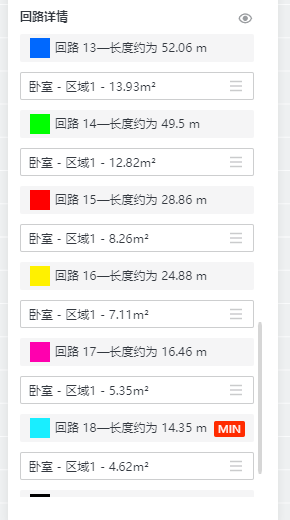 回路详情
回路 13—长度约为 52.06 m
卧室 - 区域1 - 13.93m²
回路 14—长度约为 49.5 m
卧室 - 区域1 - 12.82m²
回路 15—长度约为 28.86 m
卧室 - 区域1 - 8.26m²
回路 16—长度约为 24.88 m
卧室 - 区域1 - 7.11m²
回路 17—长度约为 16.46 m
卧室 - 区域1 - 5.35m²
回路 18—长度约为 14.35 m MIN
卧室 - 区域1 - 4.62m²